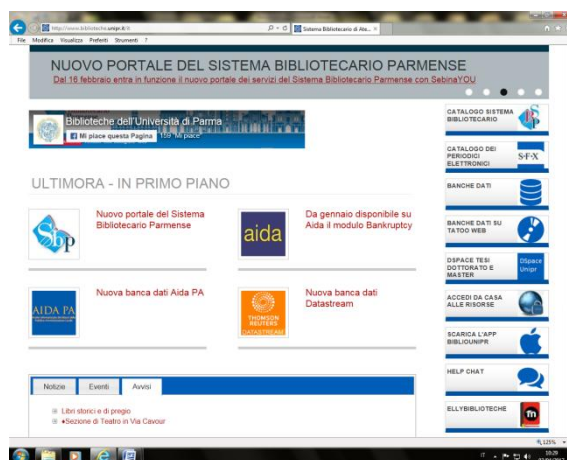 http://www.biblioteche.unipr.it
Sistema Bibliotecario di Ate...
File Modifica Visualizza Preferiti Strumenti ?
NUOVO PORTALE DEL SISTEMA BIBLIOTECARIO PARMENSE
Dal 16 febbraio entra in funzione il nuovo portale dei servizi del Sistema Bibliotecario Parmense con SebinaYOU
Biblioteche dell'Università di Parma
Mi piace questa Pagina 159 "Mi piace"
ULTIMORA - IN PRIMO PIANO
Sbp
Nuovo portale del Sistema
Bibliotecario Parmense
aida
Da gennaio disponibile su
Aida il modulo Bankruptcy
AIDA PA
Nuova banca dati Aida PA
THOMSON
REUTERS
DATASTREAM
Nuova banca dati
Datastream
Notizie Eventi Avvisi
Libri storici e di pregio
♦Sezione di Teatro in Via Cavour
CATALOGO SISTEMA
BIBLIOTECARIO
CATALOGO DEI
PERIODICI
ELETTRONICI
S·F·X
BANCHE DATI
BANCHE DATI SU
TATOO WEB
DSPACE TESI
DOTTORATO E
MASTER
DSpace
Unipr
ACCEDI DA CASA
ALLE RISORSE
SCARICA L'APP
BIBLIOUNIPR
HELP CHAT
ELLYBIBLIOTECHE
125%
IT
10:29